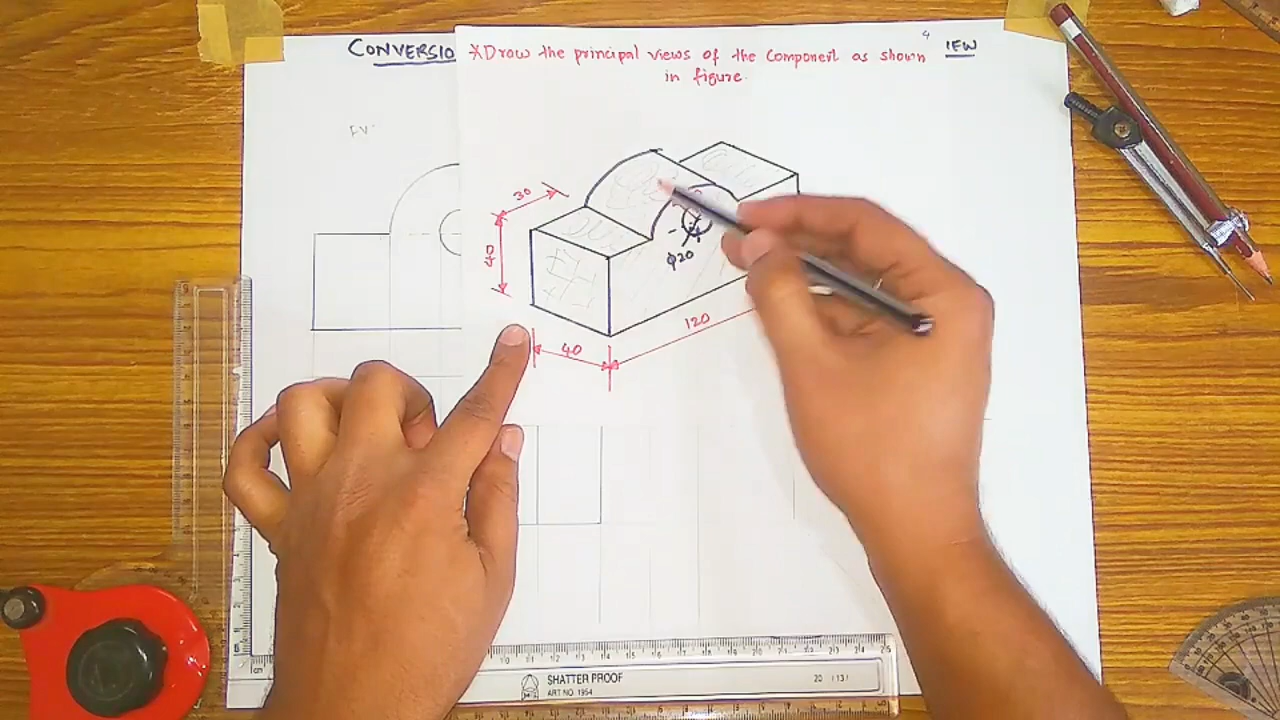 CONVERSIO
*Draw the principal views of the Component as shown
in figure.
IEW
FV
30
40
φ20
120
40
SHATTER PROOF
ART NO. 1954